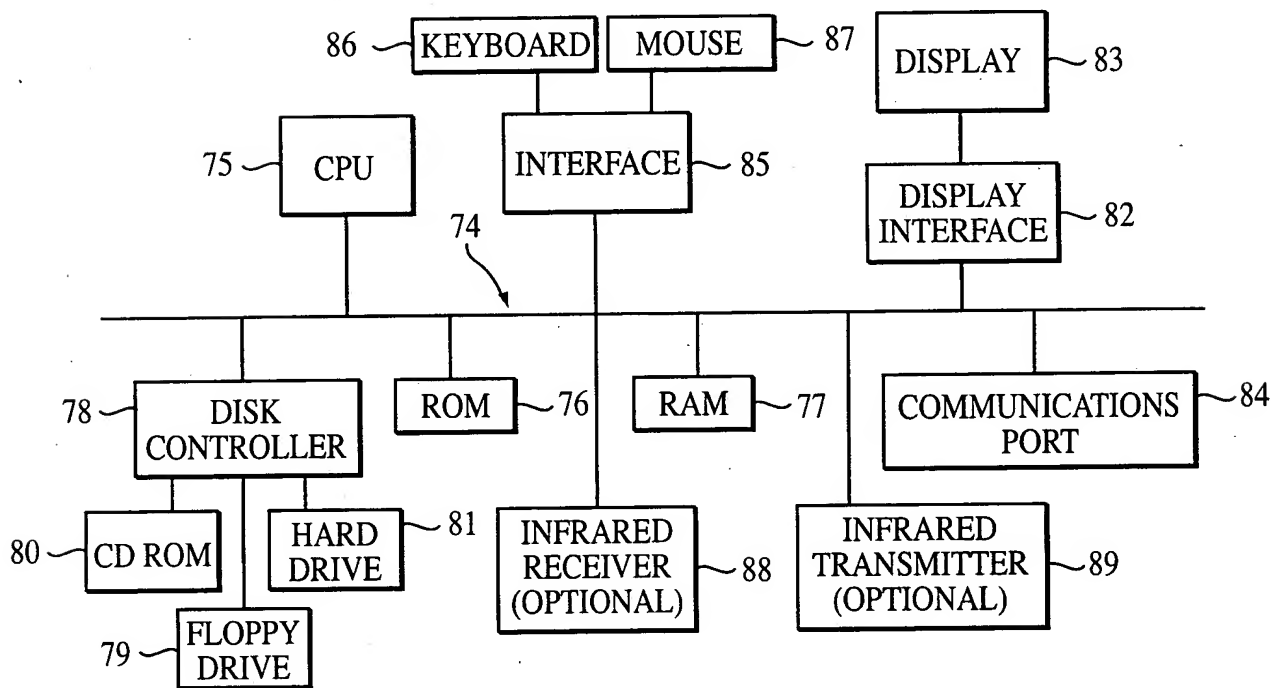 86
KEYBOARD
MOUSE
87
DISPLAY
83
75
CPU
INTERFACE
85
DISPLAY
INTERFACE
82
74
78
DISK
CONTROLLER
ROM
76
RAM
77
COMMUNICATIONS
PORT
84
80
CD ROM
HARD
DRIVE
81
INFRARED
RECEIVER
(OPTIONAL)
88
INFRARED
TRANSMITTER
(OPTIONAL)
89
79
FLOPPY
DRIVE